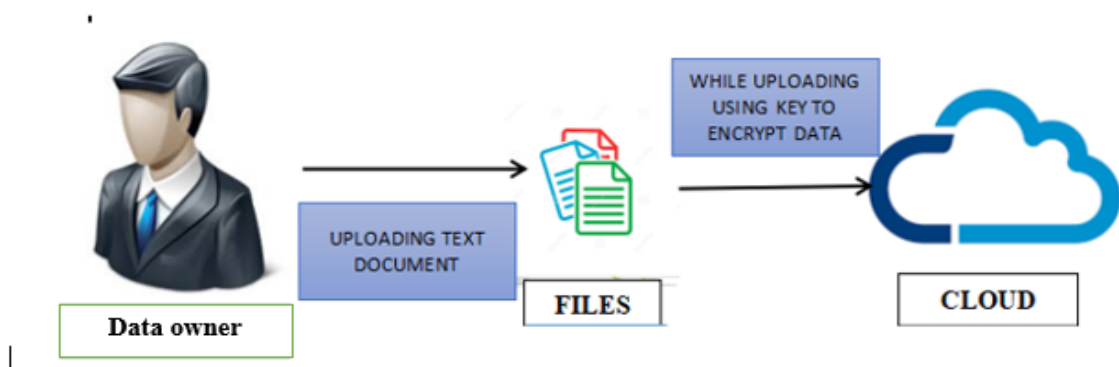 WHILE UPLOADING
USING KEY TO
ENCRYPT DATA
UPLOADING TEXT
DOCUMENT
FILES
CLOUD
Data owner